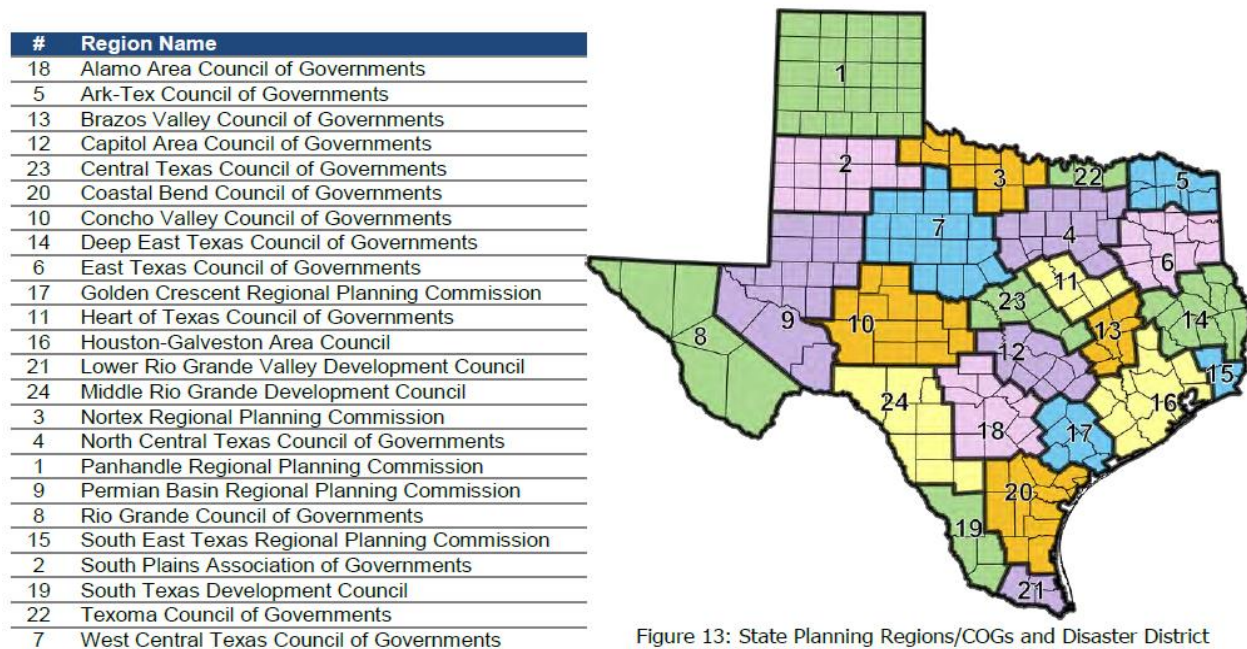 # Region Name
18 Alamo Area Council of Governments
5 Ark-Tex Council of Governments
13 Brazos Valley Council of Governments
12 Capitol Area Council of Governments
23 Central Texas Council of Governments
20 Coastal Bend Council of Governments
10 Concho Valley Council of Governments
14 Deep East Texas Council of Governments
6 East Texas Council of Governments
17 Golden Crescent Regional Planning Commission
11 Heart of Texas Council of Governments
16 Houston-Galveston Area Council
21 Lower Rio Grande Valley Development Council
24 Middle Rio Grande Development Council
3 Nortex Regional Planning Commission
4 North Central Texas Council of Governments
1 Panhandle Regional Planning Commission
9 Permian Basin Regional Planning Commission
8 Rio Grande Council of Governments
15 South East Texas Regional Planning Commission
2 South Plains Association of Governments
19 South Texas Development Council
22 Texoma Council of Governments
7 West Central Texas Council of Governments
1
2
3
22
5
7
4
6
11
23
9
10
8
13
14
12
15
24
16
18
17
20
19
21
Figure 13: State Planning Regions/COGs and Disaster District